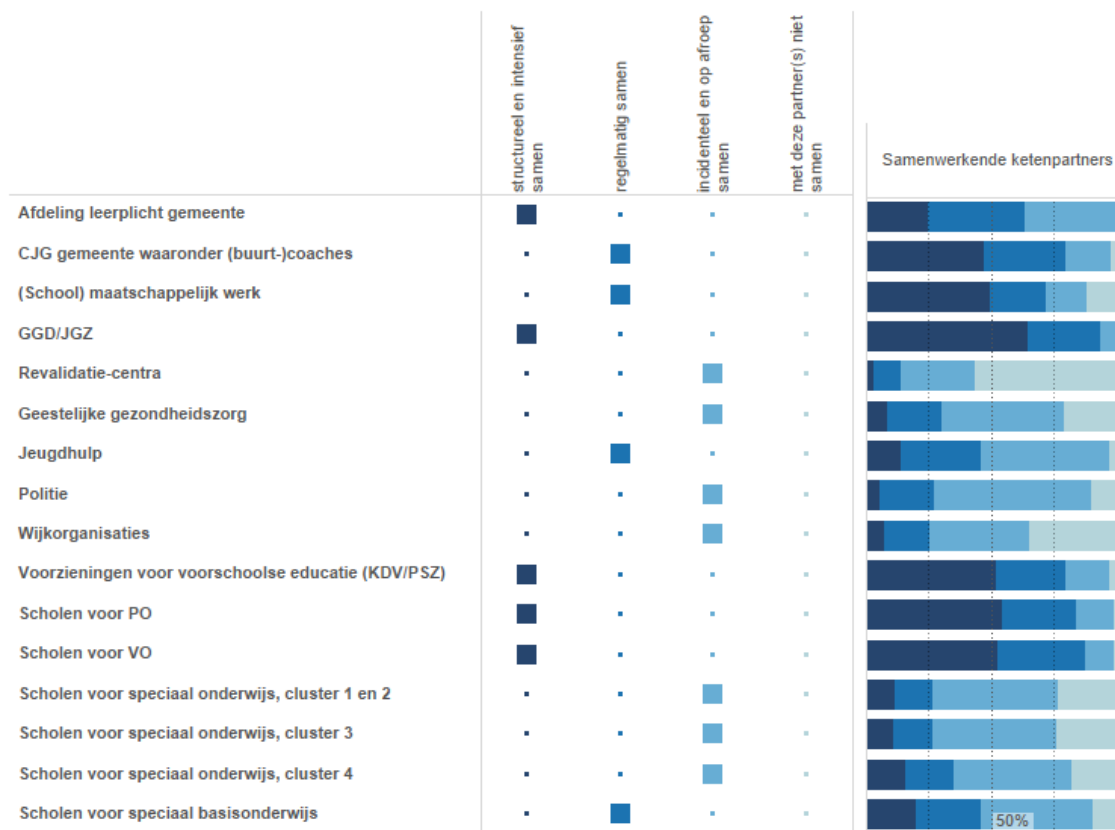 structureel en intensief
samen
regelmatig samen
incidenteel en op afroep
samen
met deze partner(s) niet
samen
Samenwerkende ketenpartners
Afdeling leerplicht gemeente
CJG gemeente waaronder (buurt-)coaches
(School) maatschappelijk werk
GGD/JGZ
Revalidatie-centra
Geestelijke gezondheidszorg
Jeugdhulp
Politie
Wijkorganisaties
Voorzieningen voor voorschoolse educatie (KDV/PSZ)
Scholen voor PO
Scholen voor VO
Scholen voor speciaal onderwijs, cluster 1 en 2
Scholen voor speciaal onderwijs, cluster 3
Scholen voor speciaal onderwijs, cluster 4
Scholen voor speciaal basisonderwijs
50%